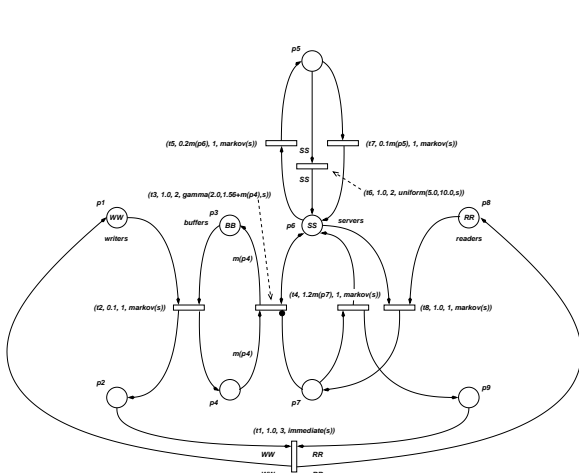 p5
(t5, 0.2m(p6), 1, markov(s))
(t7, 0.1m(p5), 1, markov(s))
SS
SS
(t6, 1.0, 2, uniform(5.0,10.0,s))
(t3, 1.0, 2, gamma(2.0,1.56+m(p4),s))
p1
WW
writers
buffers
p3
BB
p6
SS
servers
p8
RR
readers
m(p4)
(t4, 1.2m(p7), 1, markov(s))
(t2, 0.1, 1, markov(s))
(t8, 1.0, 1, markov(s))
m(p4)
p2
p4
p7
p9
(t1, 1.0, 3, immediate(s))
WW
RR